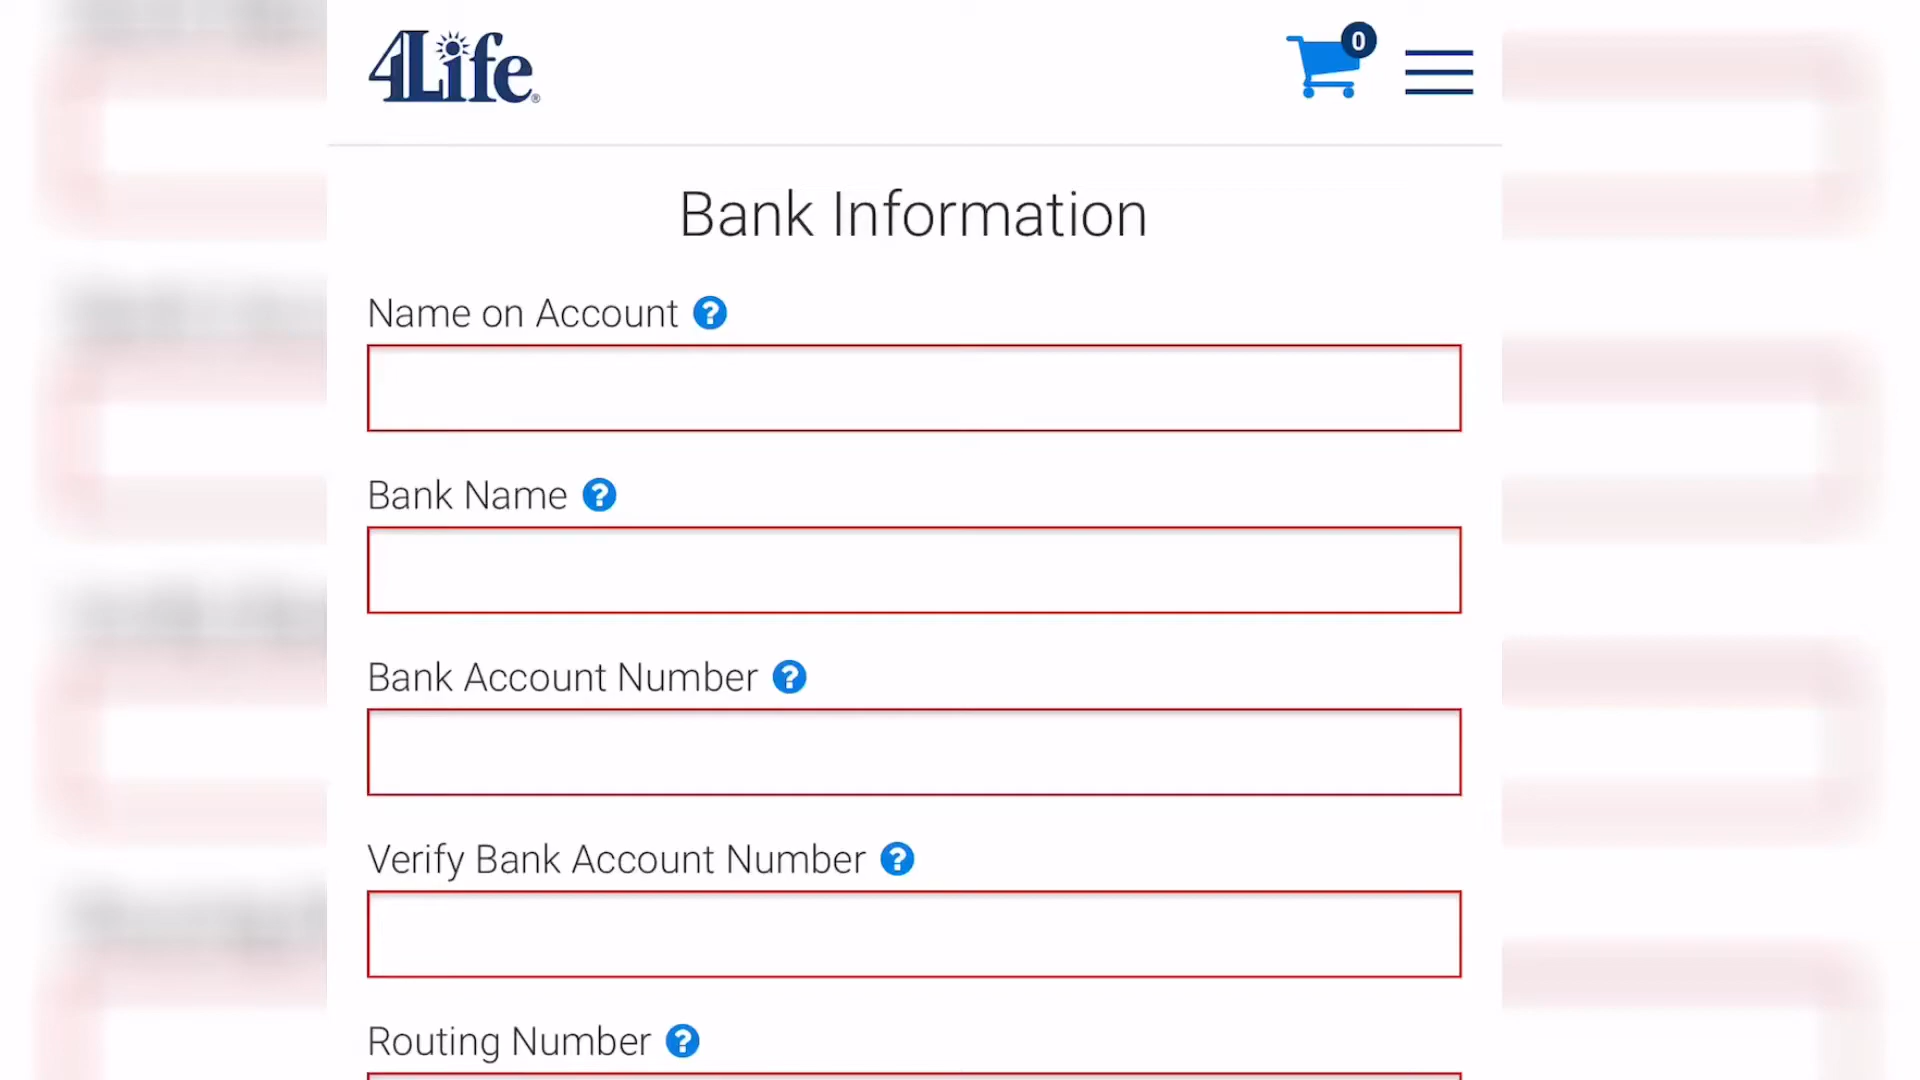 4Life®
0
Bank Information
Name on Account ?
Bank Name ?
Bank Account Number ?
Verify Bank Account Number ?
Routing Number ?